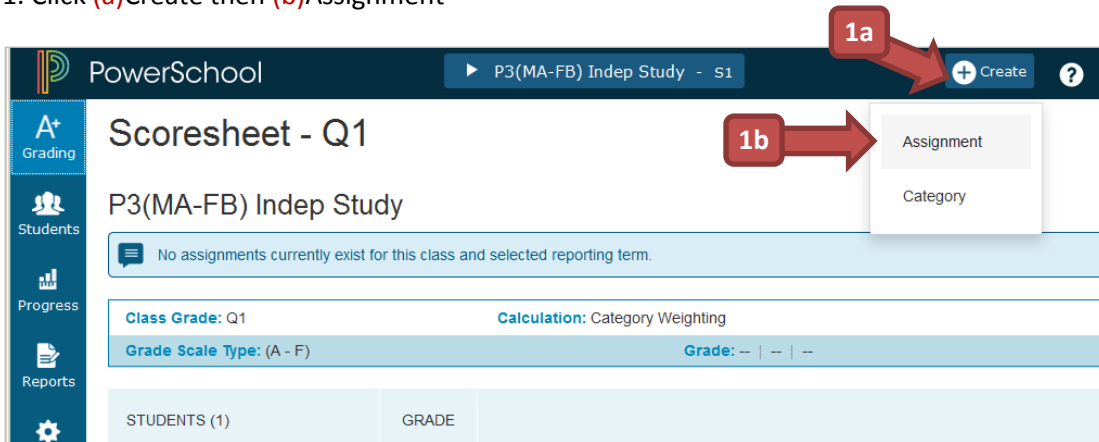 1. Click (a)Create then (b)Assignment
1a
PowerSchool
P3(MA-FB) Indep Study - S1
+ Create
?
A+
Grading
Scoresheet - Q1
1b
Assignment
Category
Students
P3(MA-FB) Indep Study
No assignments currently exist for this class and selected reporting term.
Progress
Class Grade: Q1
Calculation: Category Weighting
Grade Scale Type: (A - F)
Grade: -- | -- | --
Reports
STUDENTS (1)
GRADE